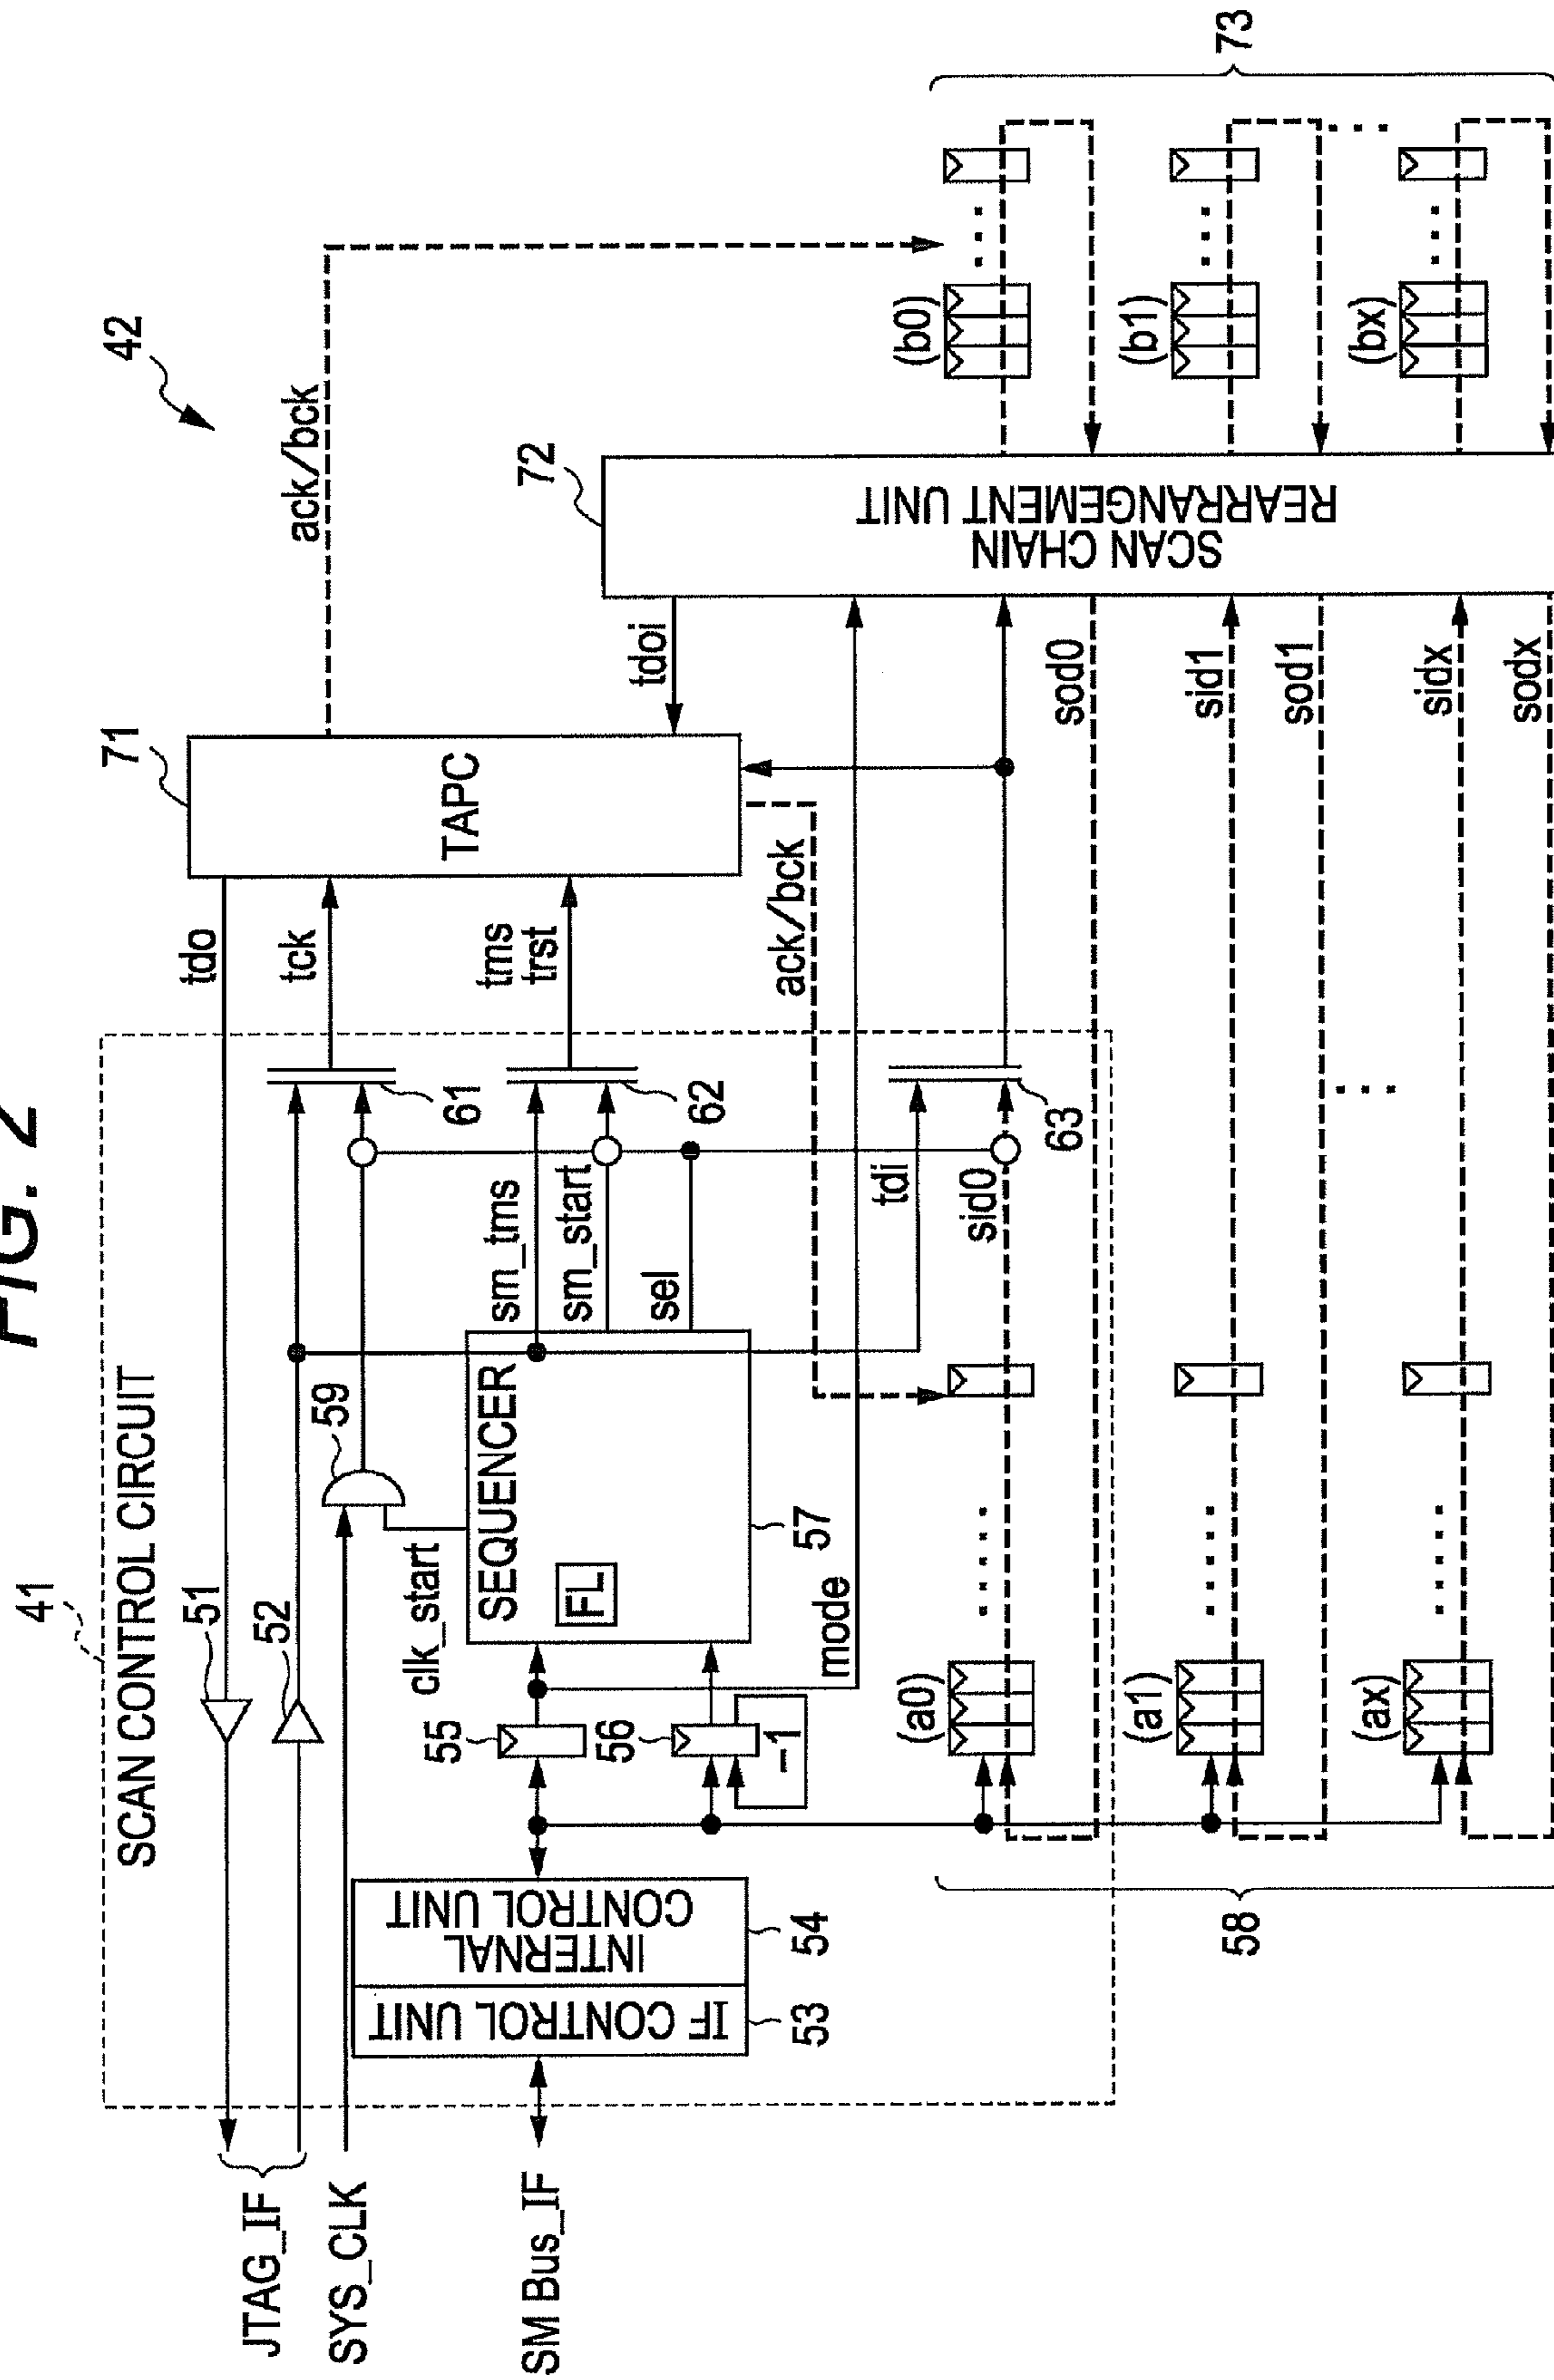 FIG. 2
41
SCAN CONTROL CIRCUIT
42
JTAG_IF
SYS_CLK
SM Bus_IF
51
52
tdo
tck
tms
trst
71
TAPC
ack/bck
59
clk_start
SEQUENCER
FL
57
sm_tms
sm_start
sel
61
62
63
tdi
sid0
ack/bck
tdoi
72
SCAN CHAIN
REARRANGEMENT UNIT
IF CONTROL UNIT
53
INTERNAL
CONTROL UNIT
54
55
56
-1
mode
(a0)
(a1)
(ax)
58
sod0
sid1
sod1
sidx
sodx
(b0)
(b1)
(bx)
73